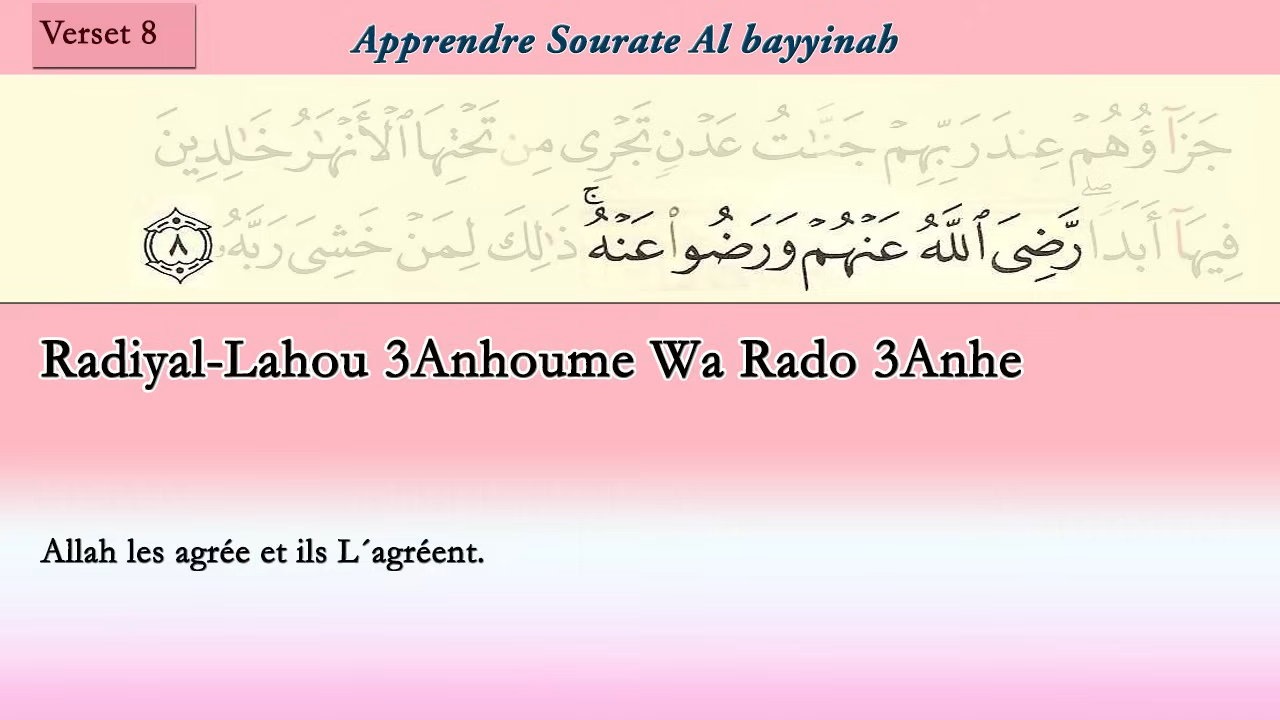 Verset 8
Apprendre Sourate Al bayyinah
جَزَآؤُهُمْ عِندَ رَبِّهِمْ جَنَّـٰتُ عَدْنٍ تَجْرِى مِن تَحْتِهَا ٱلْأَنْهَـٰرُ خَـٰلِدِينَ
فِيهَآ أَبَدًا ۖ رَّضِىَ ٱللَّهُ عَنْهُمْ وَرَضُوا۟ عَنْهُ ۚ ذَٰلِكَ لِمَنْ خَشِىَ رَبَّهُۥ ٨
Radiyal-Lahou 3Anhoume Wa Rado 3Anhe
Allah les agrée et ils L´agréent.